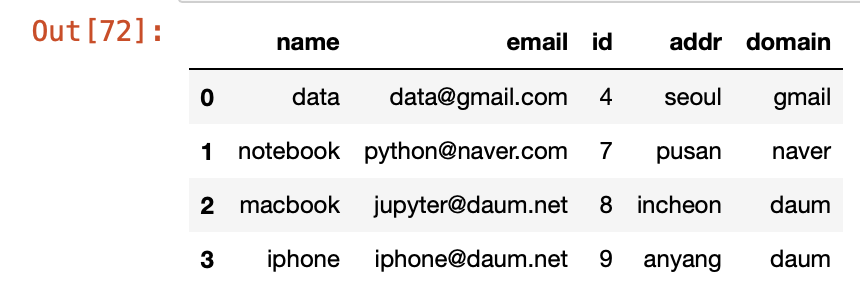 Out[72]:
name email id addr domain
0 data data@gmail.com 4 seoul gmail
1 notebook python@naver.com 7 pusan naver
2 macbook jupyter@daum.net 8 incheon daum
3 iphone iphone@daum.net 9 anyang daum